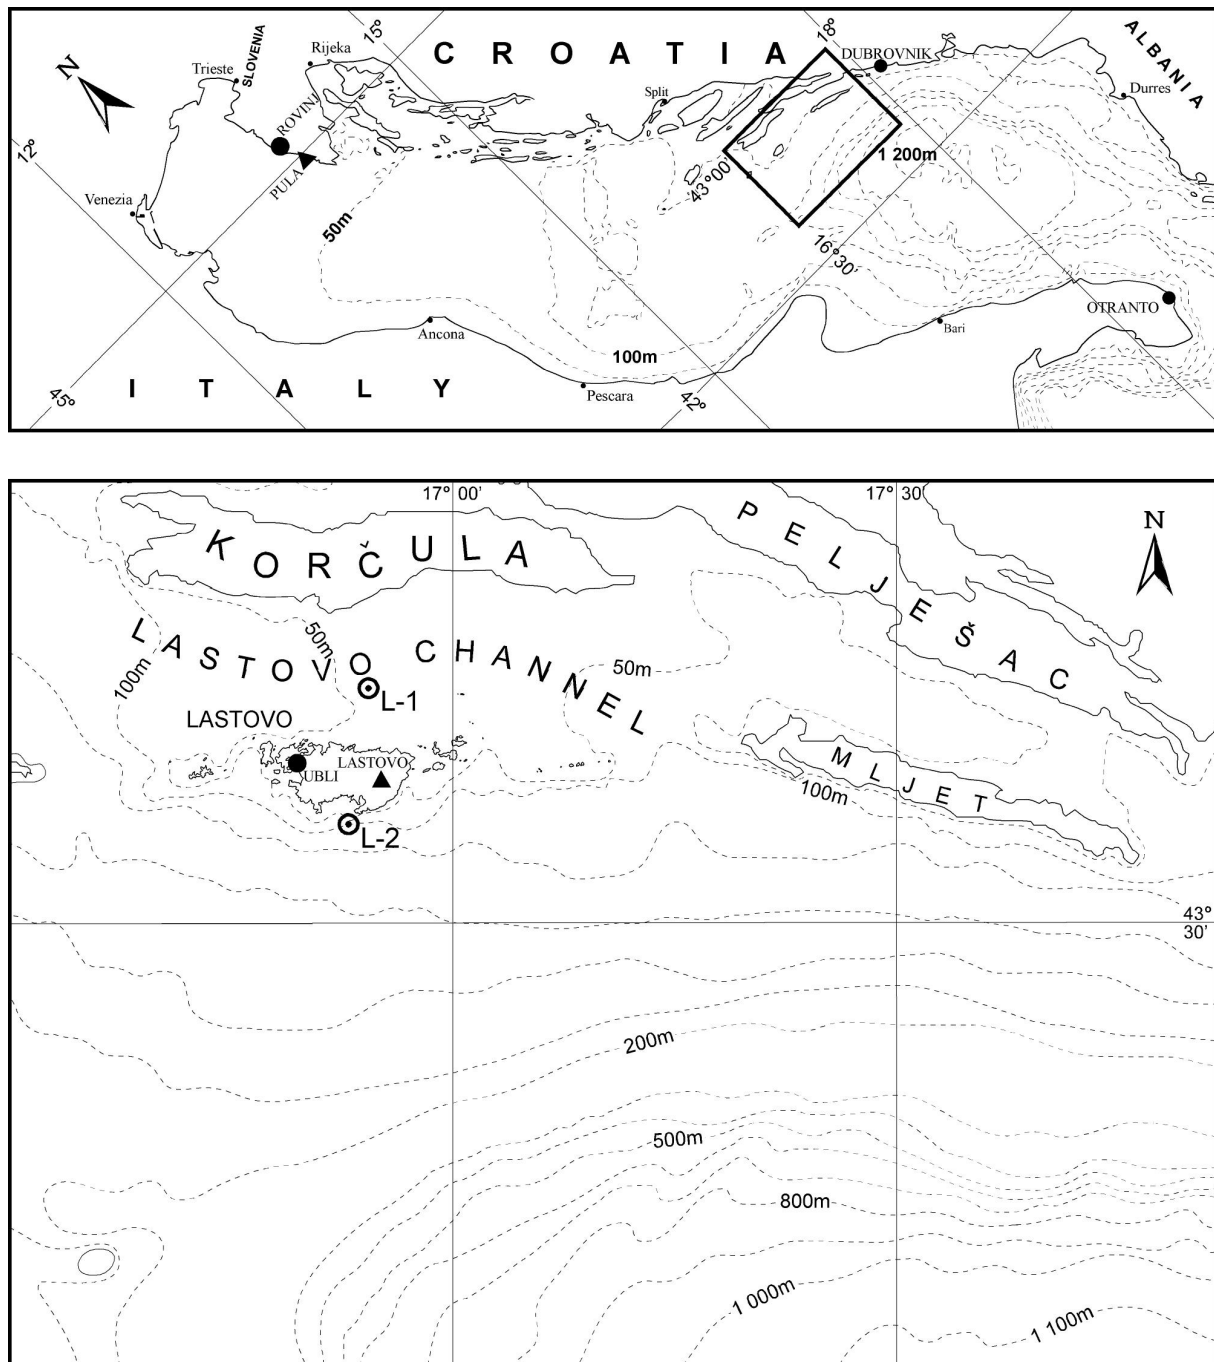 C R O A T I A
SLOVENIA
15°
18°
ALBANIA
N
Rijeka
Trieste
DUBROVNIK
Split
Durres
ROVINJ
12°
PULA
43°00'
1 200m
Venezia
50m
16°30'
OTRANTO
Ancona
Bari
100m
I T A L Y
45°
Pescara
42°
17° 00'
17° 30'
N
KORČULA
PELJEŠAC
50m
LASTOVO CHANNEL
100m
50m
L-1
LASTOVO
LASTOVO
UBLI
MLJET
100m
L-2
43°
30'
200m
500m
800m
1 000m
1 100m